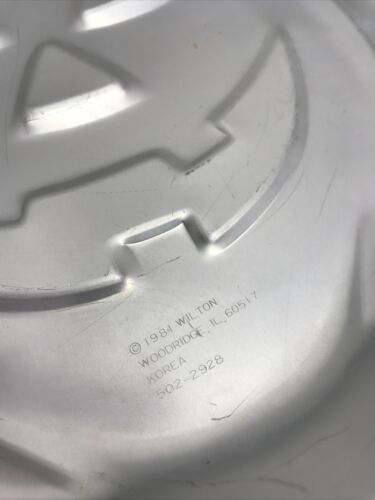 © 1984 WILTON
WOODRIDGE, IL, 60517
KOREA
502-2928